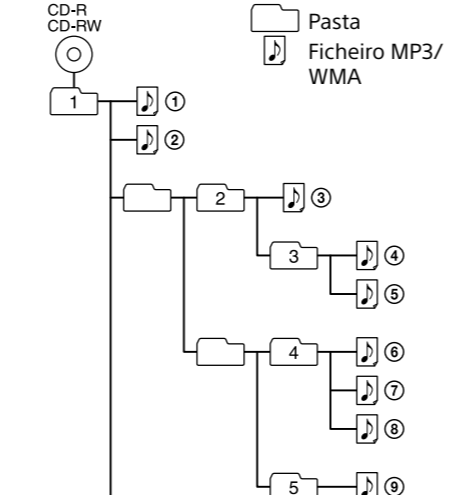 CD-R
CD-RW
Pasta
Ficheiro MP3/
WMA
1
①
②
2
③
3
④
⑤
4
⑥
⑦
⑧
5
⑨